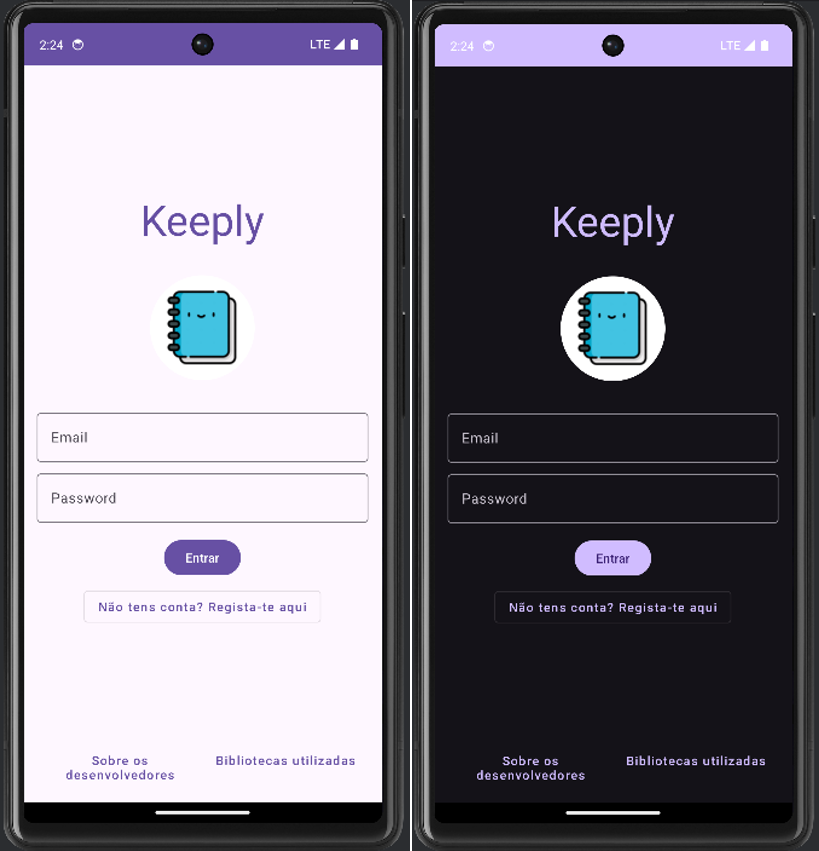 2:24 LTE
Keeply
Email
Password
Entrar
Não tens conta? Regista-te aqui
Sobre os
desenvolvedores
Bibliotecas utilizadas
2:24 LTE
Keeply
Email
Password
Entrar
Não tens conta? Regista-te aqui
Sobre os
desenvolvedores
Bibliotecas utilizadas